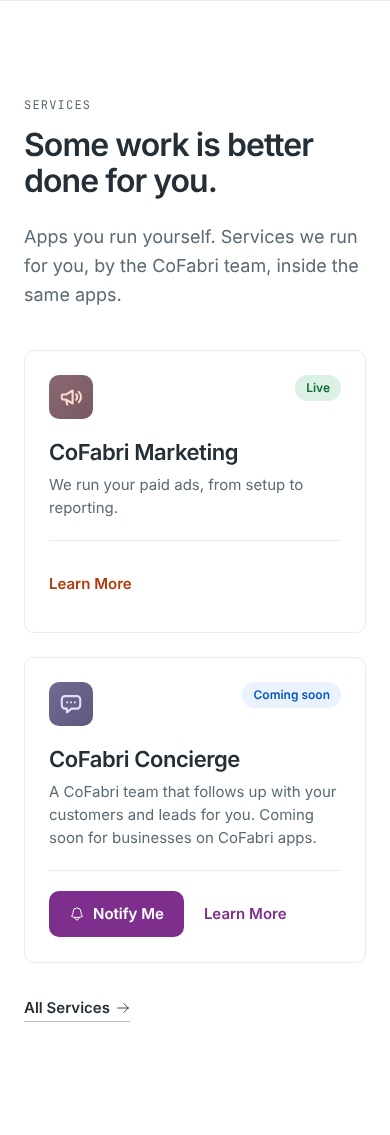 SERVICES
Some work is better
done for you.
Apps you run yourself. Services we run
for you, by the CoFabri team, inside the
same apps.
Live
CoFabri Marketing
We run your paid ads, from setup to
reporting.
Learn More
Coming soon
CoFabri Concierge
A CoFabri team that follows up with your
customers and leads for you. Coming
soon for businesses on CoFabri apps.
Notify Me
Learn More
All Services →